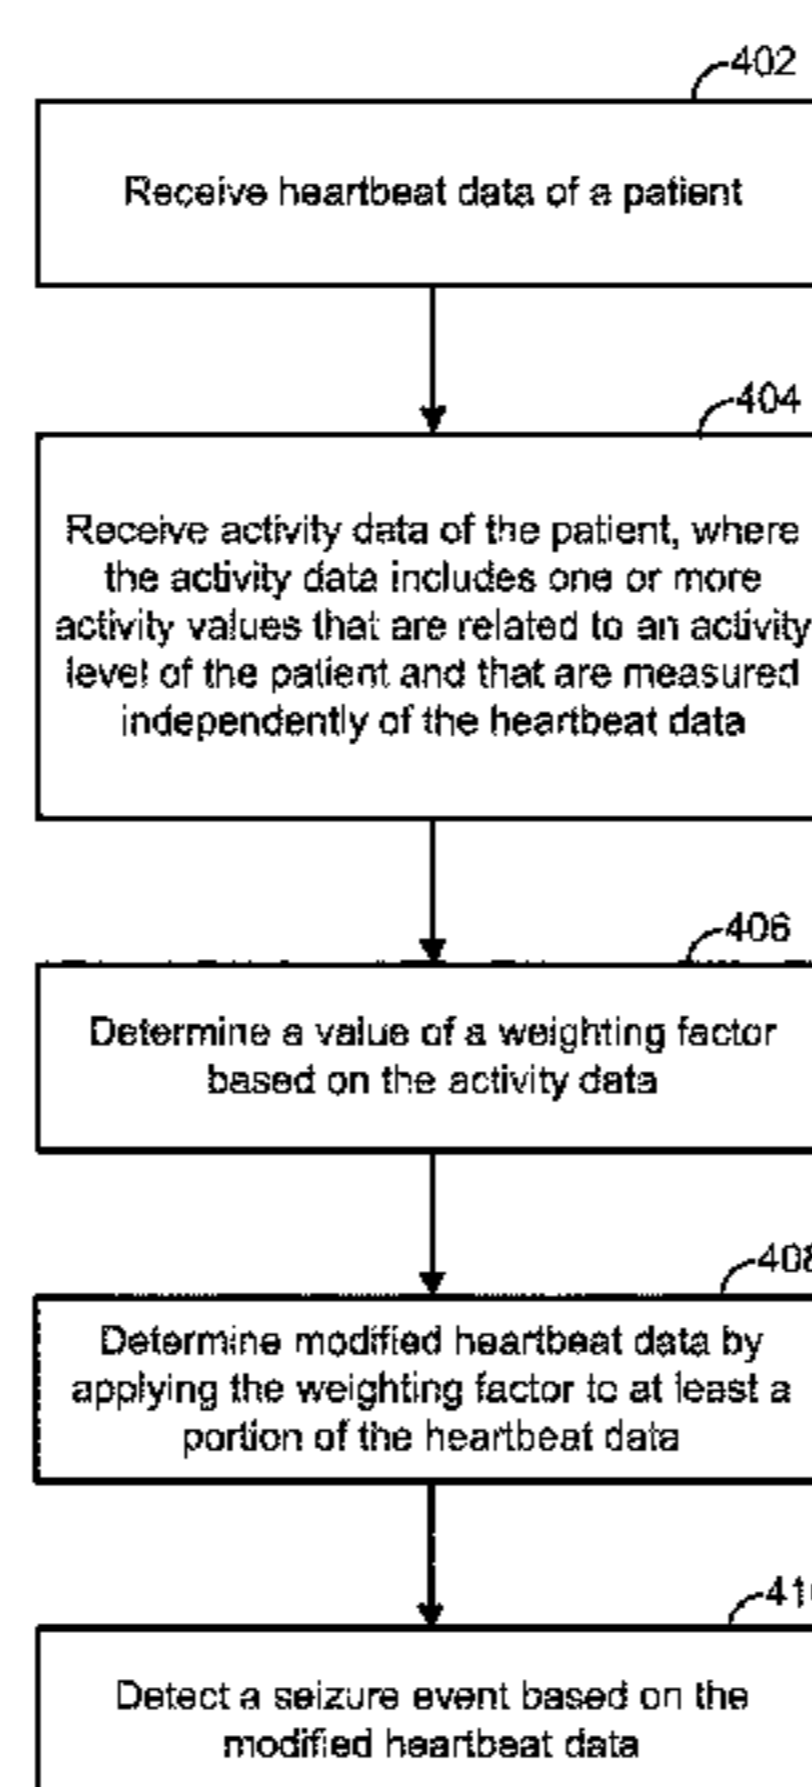 402
Receive heartbeat data of a patient
404
Receive activity data of the patient, where
the activity data includes one or more
activity values that are related to an activity
level of the patient and that are measured
independently of the heartbeat data
406
Determine a value of a weighting factor
based on the activity data
408
Determine modified heartbeat data by
applying the weighting factor to at least a
portion of the heartbeat data
410
Detect a seizure event based on the
modified heartbeat data